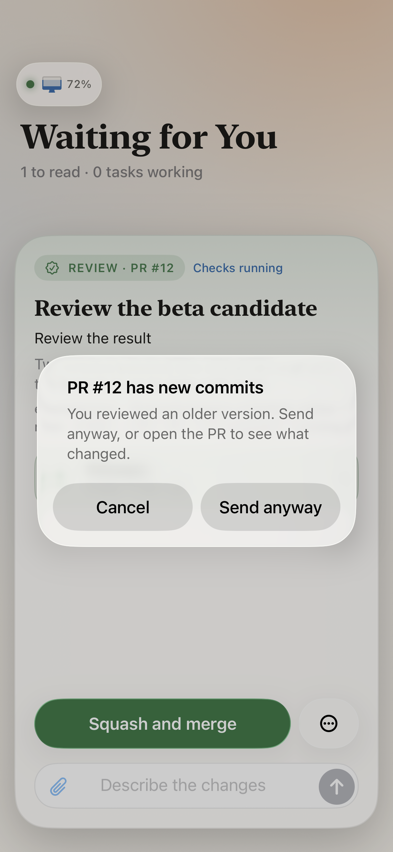 72%
Waiting for You
1 to read · 0 tasks working
REVIEW · PR #12 Checks running
Review the beta candidate
Review the result
PR #12 has new commits
You reviewed an older version. Send
anyway, or open the PR to see what
changed.
Cancel Send anyway
Squash and merge
Describe the changes